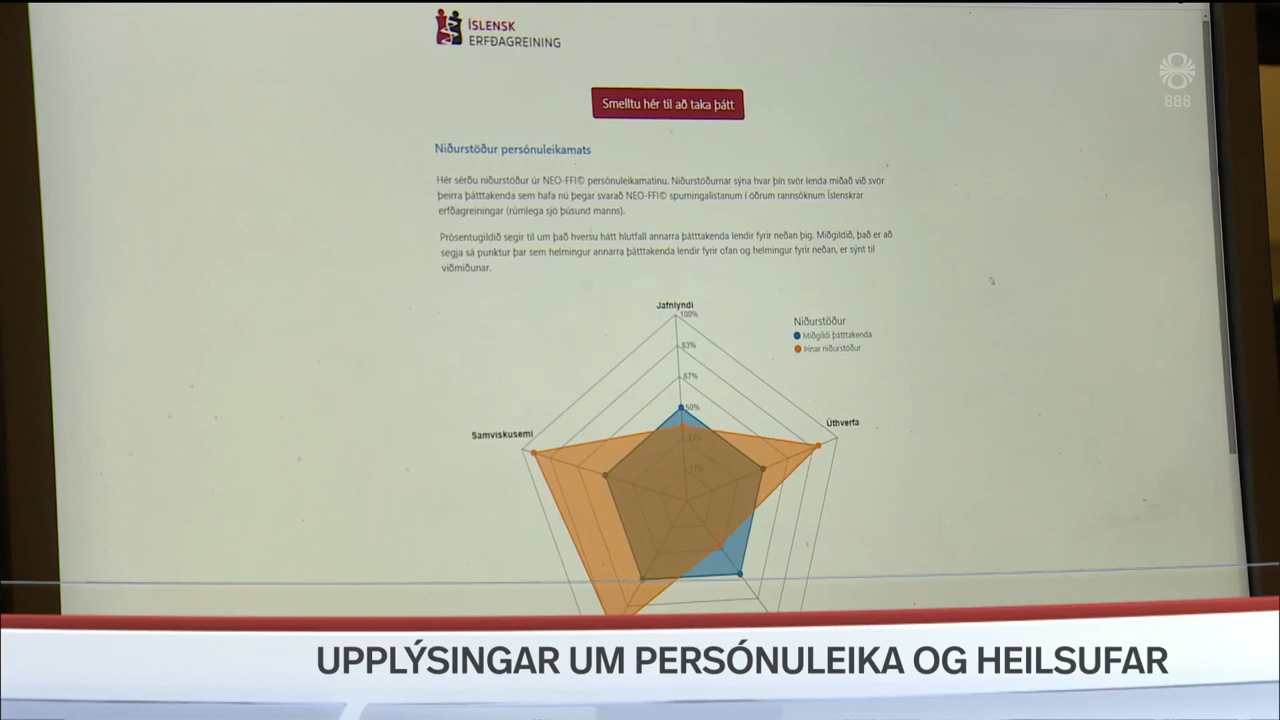 ÍSLENSK
ERFÐAGREINING
888
Smelltu hér til að taka þátt
Niðurstöður persónuleikamats
Hér sérðu niðurstöður úr NEO-FFI© persónuleikamatinu. Niðurstöðurnar sýna hvar þín svör lenda miðað við svör
þeirra þátttakenda sem hafa nú þegar svarað NEO-FFI© spurningalistanum í öðrum rannsóknum Íslenskrar
erfðagreiningar (rúmlega sjö þúsund manns).
Prósentugildið segir til um það hversu hátt hlutfall annarra þátttakenda lendir fyrir neðan þig. Miðgildið, það er að
segja sá punktur þar sem helmingur annarra þátttakenda lendir fyrir ofan og helmingur fyrir neðan, er sýnt til
viðmiðunar.
Jafnlyndi
100%
Niðurstöður
Miðgildi þátttakenda
83%
Þínar niðurstöður
67%
50%
Úthverfa
Samviskusemi
33%
17%
UPPLÝSINGAR UM PERSÓNULEIKA OG HEILSUFAR